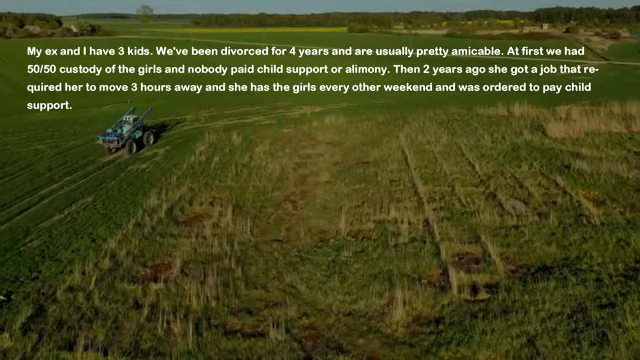 My ex and I have 3 kids. We've been divorced for 4 years and are usually pretty amicable. At first we had
50/50 custody of the girls and nobody paid child support or alimony. Then 2 years ago she got a job that re-
quired her to move 3 hours away and she has the girls every other weekend and was ordered to pay child
support.